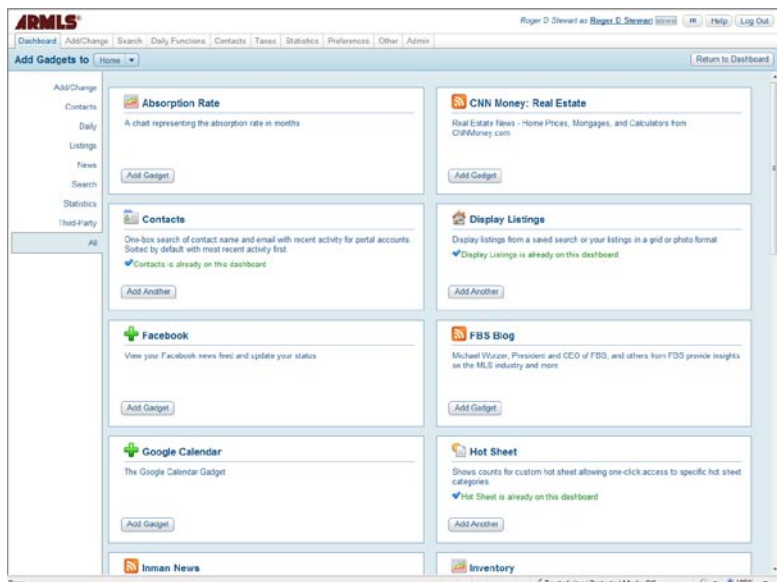 ARMLS®
Roger D Stewart as Roger D Stewart
Help
Log Out
Dashboard Add/Change Search Daily Functions Contacts Taxes Statistics Preferences Other Admin
Add Gadgets to Home
Return to Dashboard
Add/Change
Contacts
Daily
Listings
News
Search
Statistics
Third-Party
All
Absorption Rate
A chart representing the absorption rate in months
Add Gadget
CNN Money: Real Estate
Real Estate News - Home Prices, Mortgages, and Calculators from
CNNMoney.com
Add Gadget
Contacts
One-box search of contact name and email with recent activity for portal accounts.
Sorted by default with most recent activity first.
Contacts is already on this dashboard
Add Another
Display Listings
Display listings from a saved search or your listings in a grid or photo format
Display Listings is already on this dashboard
Add Another
Facebook
View your Facebook news feed and update your status
Add Gadget
FBS Blog
Michael Wurzer, President and CEO of FBS, and others from FBS provide insights
on the MLS industry and more
Add Gadget
Google Calendar
The Google Calendar Gadget
Add Gadget
Hot Sheet
Shows counts for custom hot sheet allowing one-click access to specific hot sheet
categories.
Hot Sheet is already on this dashboard
Add Another
Inman News
Inventory